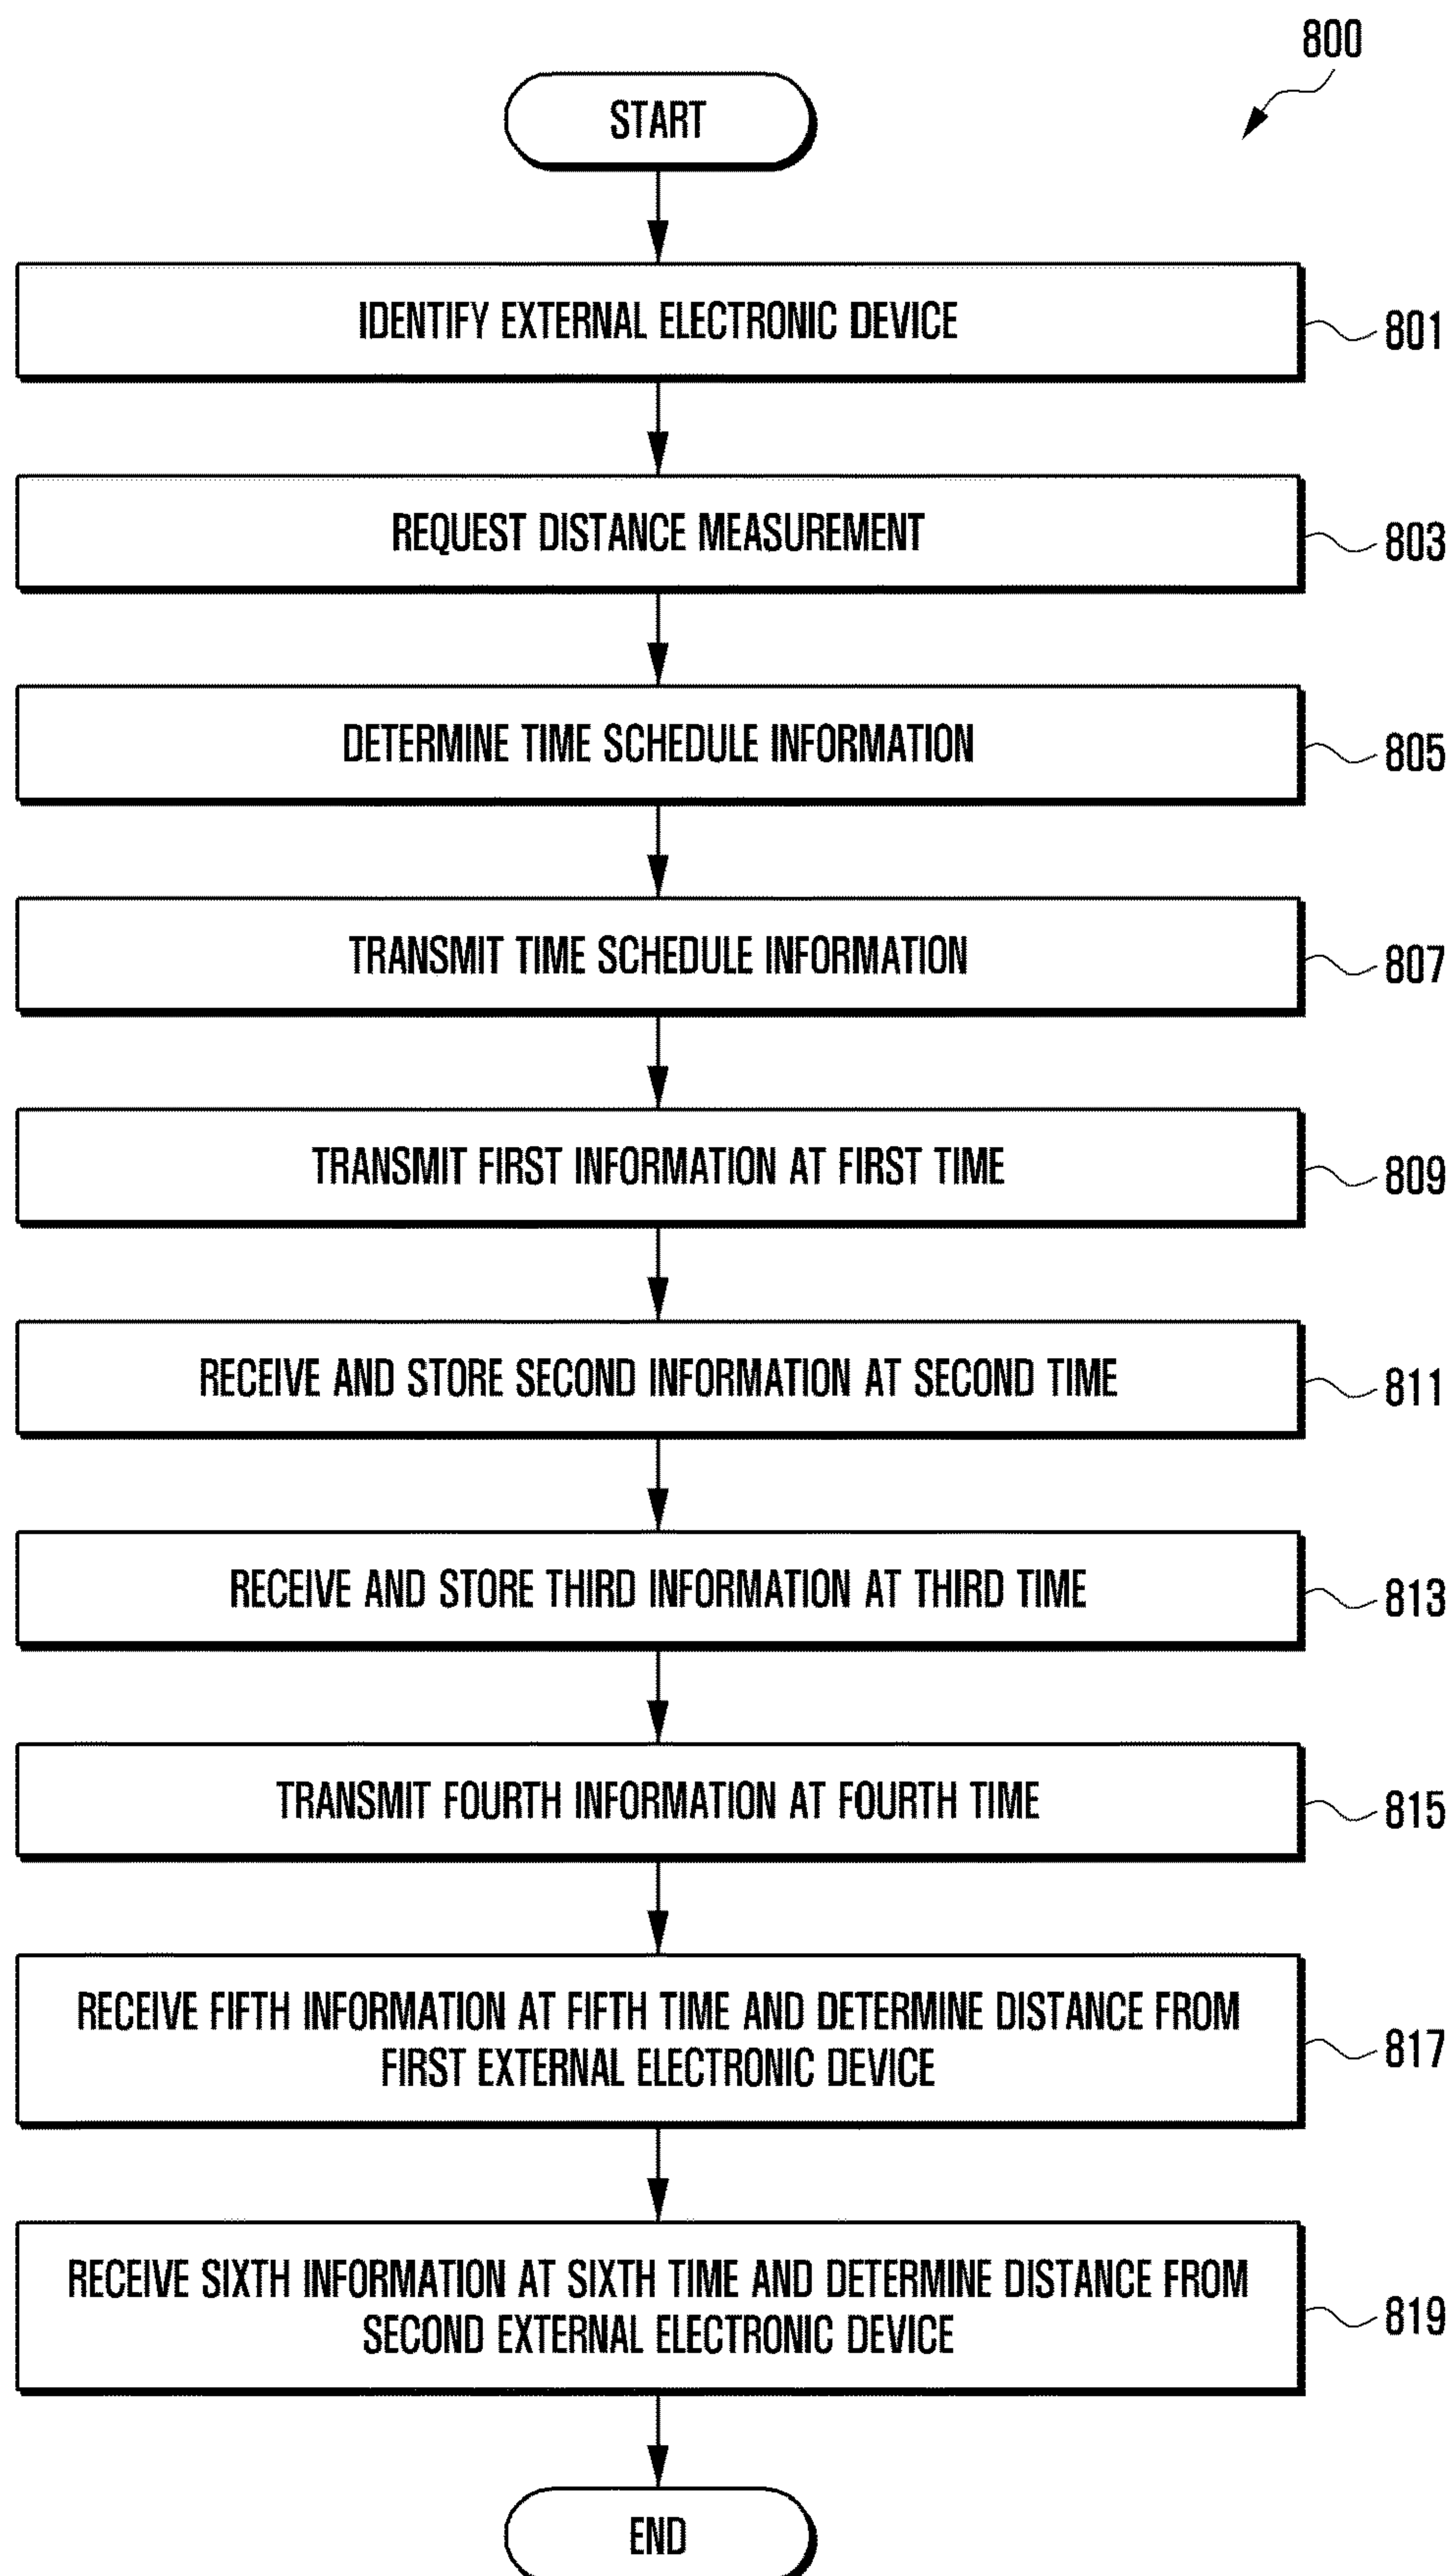 800
START
IDENTIFY EXTERNAL ELECTRONIC DEVICE
801
REQUEST DISTANCE MEASUREMENT
803
DETERMINE TIME SCHEDULE INFORMATION
805
TRANSMIT TIME SCHEDULE INFORMATION
807
TRANSMIT FIRST INFORMATION AT FIRST TIME
809
RECEIVE AND STORE SECOND INFORMATION AT SECOND TIME
811
RECEIVE AND STORE THIRD INFORMATION AT THIRD TIME
813
TRANSMIT FOURTH INFORMATION AT FOURTH TIME
815
RECEIVE FIFTH INFORMATION AT FIFTH TIME AND DETERMINE DISTANCE FROM
FIRST EXTERNAL ELECTRONIC DEVICE
817
RECEIVE SIXTH INFORMATION AT SIXTH TIME AND DETERMINE DISTANCE FROM
SECOND EXTERNAL ELECTRONIC DEVICE
819
END